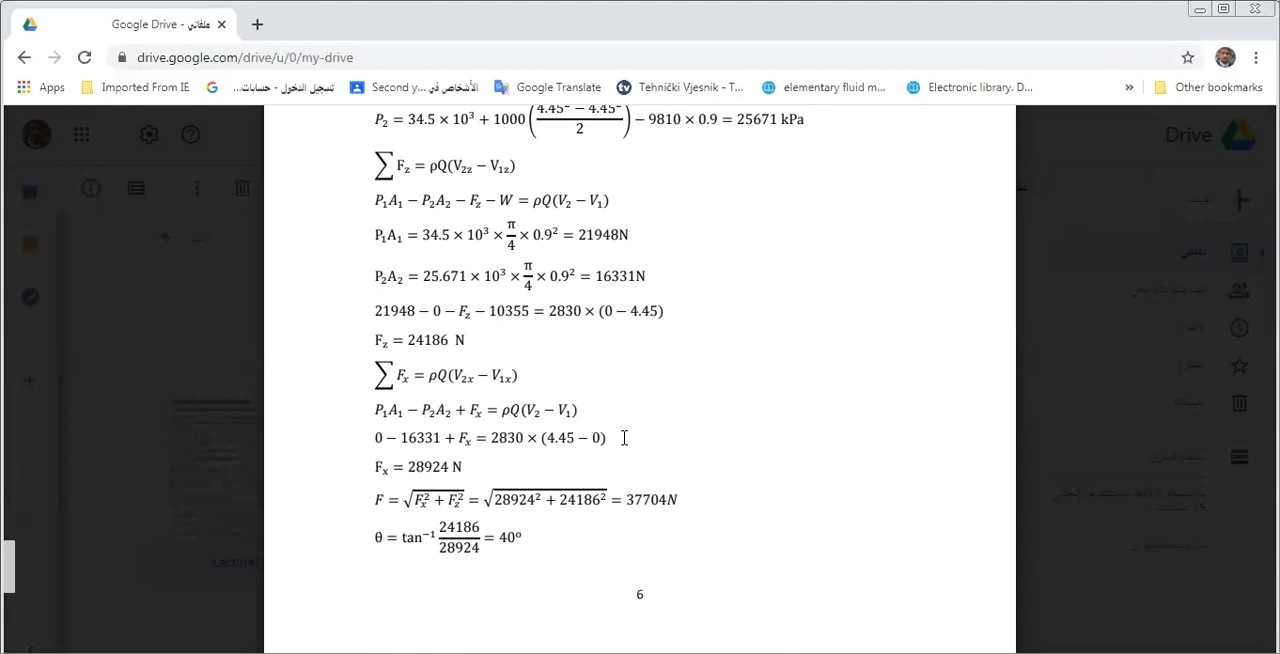 Google Drive - ملفاتي
drive.google.com/drive/u/0/my-drive
Apps Imported From IE تسجيل الدخول - حسابات... الأشخاص في Second y... Google Translate Tehnički Vjesnik - T... elementary fluid m... Electronic library. D... » Other bookmarks
Drive
P₂ = 34.5 × 10³ + 1000 ( (4.45² − 4.45²) / 2 ) − 9810 × 0.9 = 25671 kPa
∑ F_z = ρQ(V_2z − V_1z)
P₁A₁ − P₂A₂ − F_z − W = ρQ(V₂ − V₁)
P₁A₁ = 34.5 × 10³ × π/4 × 0.9² = 21948N
P₂A₂ = 25.671 × 10³ × π/4 × 0.9² = 16331N
21948 − 0 − F_z − 10355 = 2830 × (0 − 4.45)
F_z = 24186 N
∑ F_x = ρQ(V_2x − V_1x)
P₁A₁ − P₂A₂ + F_x = ρQ(V₂ − V₁)
0 − 16331 + F_x = 2830 × (4.45 − 0)
F_x = 28924 N
F = √(F_x² + F_z²) = √(28924² + 24186²) = 37704N
θ = tan⁻¹ 24186/28924 = 40º
6